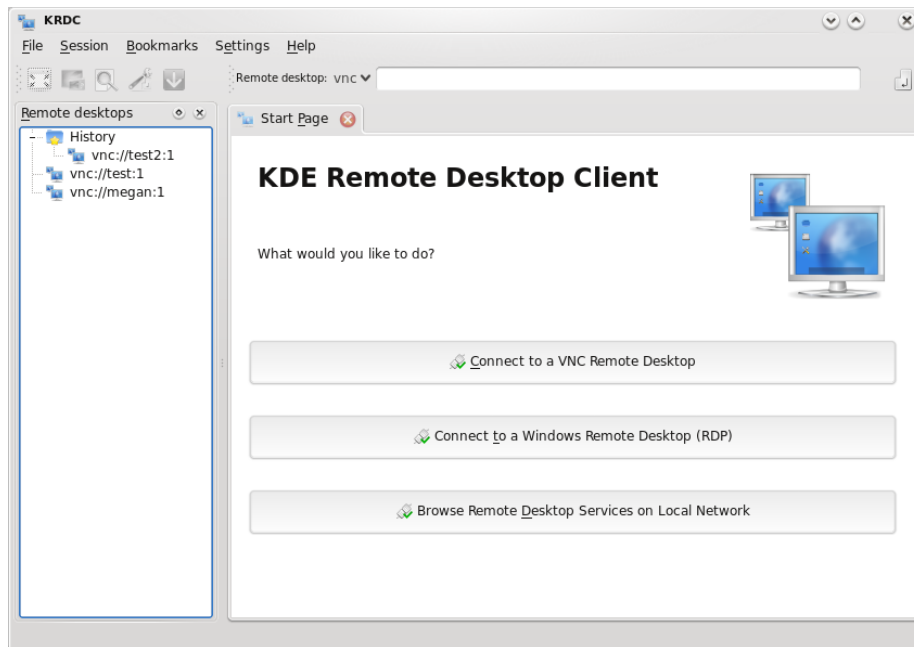 KRDC
File Session Bookmarks Settings Help
Remote desktop: vnc
Remote desktops
Start Page
History
vnc://test2:1
vnc://test:1
vnc://megan:1
KDE Remote Desktop Client
What would you like to do?
Connect to a VNC Remote Desktop
Connect to a Windows Remote Desktop (RDP)
Browse Remote Desktop Services on Local Network